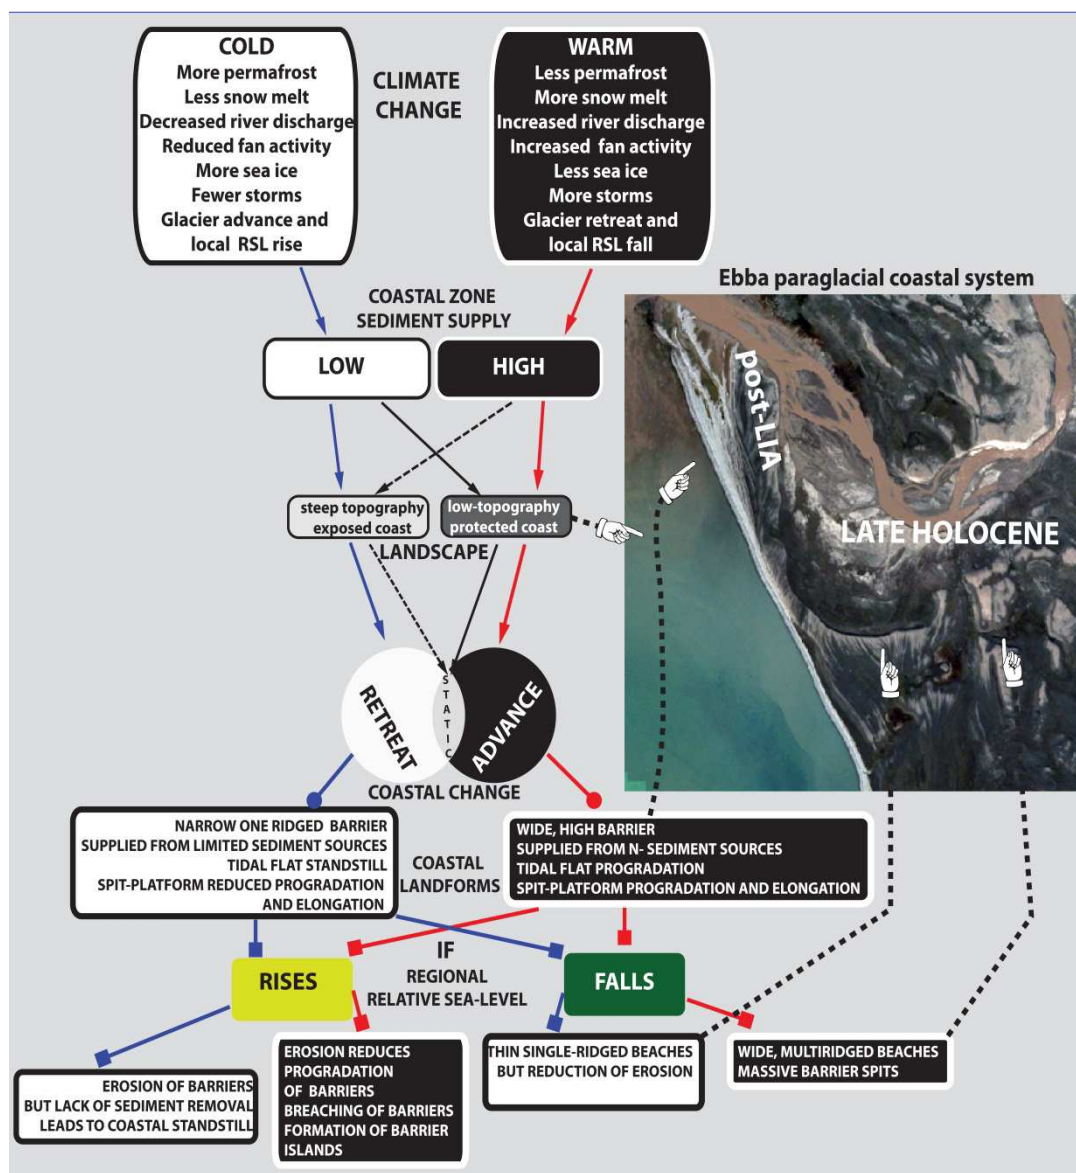 COLD
More permafrost
Less snow melt
Decreased river discharge
Reduced fan activity
More sea ice
Fewer storms
Glacier advance and
local RSL rise
CLIMATE
CHANGE
WARM
Less permafrost
More snow melt
Increased river discharge
Increased fan activity
Less sea ice
More storms
Glacier retreat and
local RSL fall
COASTAL ZONE
SEDIMENT SUPPLY
LOW
HIGH
Ebba paraglacial coastal system
post-LIA
LATE HOLOCENE
steep topography
exposed coast
low-topography
protected coast
LANDSCAPE
RETREAT
STATIC
ADVANCE
COASTAL CHANGE
NARROW ONE RIDGED BARRIER
SUPPLIED FROM LIMITED SEDIMENT SOURCES
TIDAL FLAT STANDSTILL
SPIT-PLATFORM REDUCED PROGRADATION
AND ELONGATION
COASTAL
LANDFORMS
WIDE, HIGH BARRIER
SUPPLIED FROM N- SEDIMENT SOURCES
TIDAL FLAT PROGRADATION
SPIT-PLATFORM PROGRADATION AND ELONGATION
RISES
IF
REGIONAL
RELATIVE SEA-LEVEL
FALLS
EROSION OF BARRIERS
BUT LACK OF SEDIMENT REMOVAL
LEADS TO COASTAL STANDSTILL
EROSION REDUCES
PROGRADATION
OF BARRIERS
BREACHING OF BARRIERS
FORMATION OF BARRIER
ISLANDS
THIN SINGLE-RIDGED BEACHES
BUT REDUCTION OF EROSION
WIDE, MULTIRIDGED BEACHES
MASSIVE BARRIER SPITS